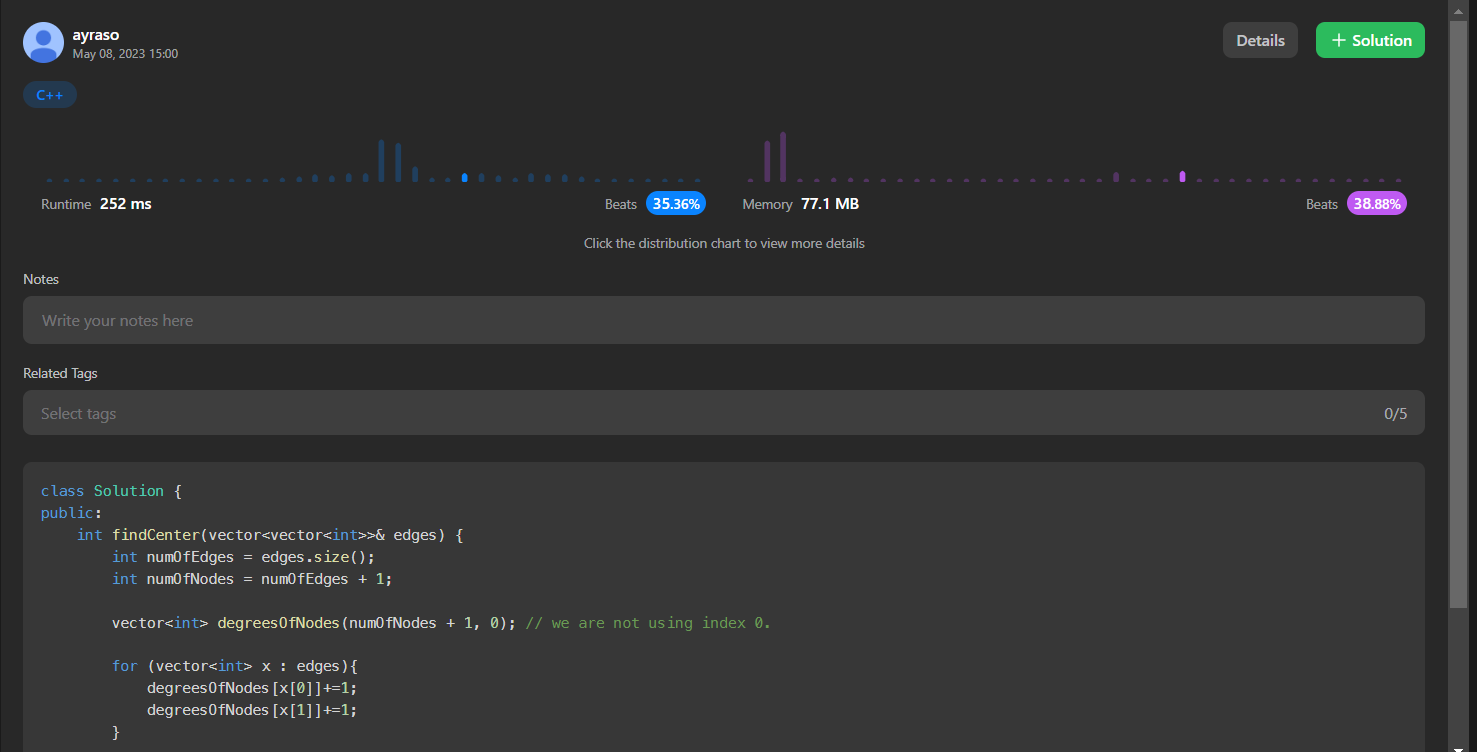 ayraso
May 08, 2023 15:00
Details
+ Solution
C++
Runtime 252 ms Beats 35.36%
Memory 77.1 MB Beats 38.88%
Click the distribution chart to view more details
Notes
Write your notes here
Related Tags
Select tags 0/5
class Solution {
public:
    int findCenter(vector<vector<int>>& edges) {
        int numOfEdges = edges.size();
        int numOfNodes = numOfEdges + 1;

        vector<int> degreesOfNodes(numOfNodes + 1, 0); // we are not using index 0.

        for (vector<int> x : edges){
            degreesOfNodes[x[0]]+=1;
            degreesOfNodes[x[1]]+=1;
        }